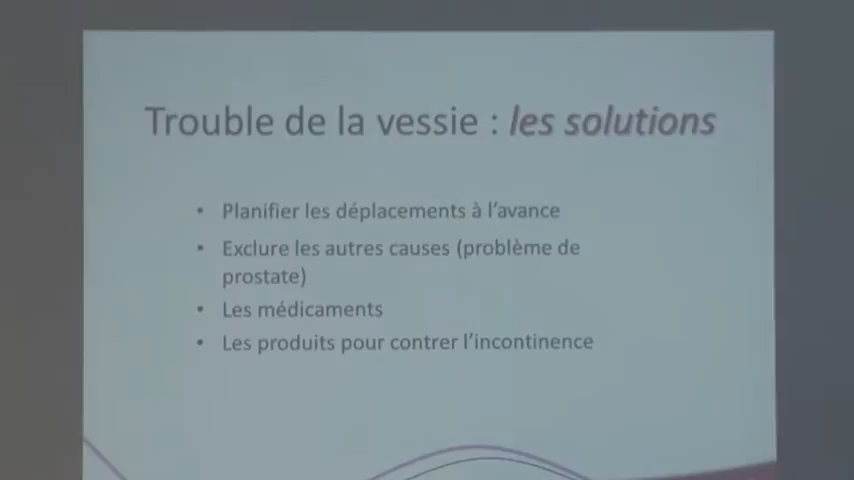 Trouble de la vessie : les solutions
• Planifier les déplacements à l'avance
• Exclure les autres causes (problème de
prostate)
• Les médicaments
• Les produits pour contrer l'incontinence